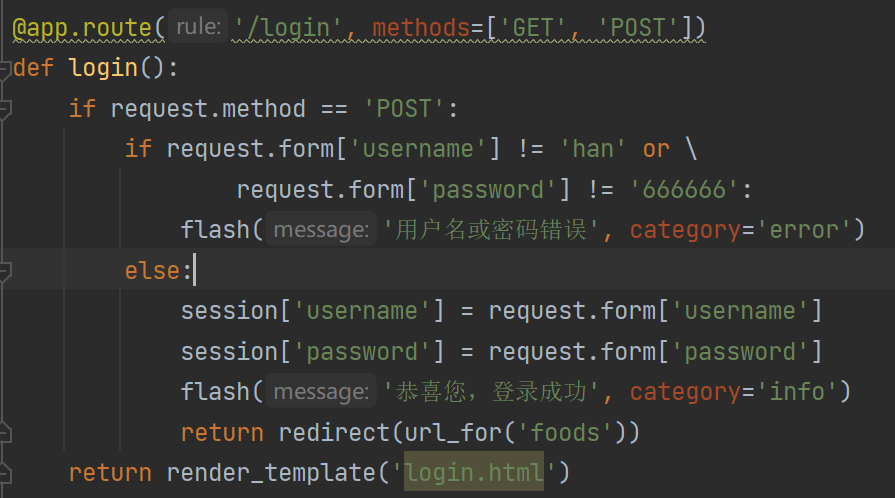 @app.route( rule: '/login', methods=['GET', 'POST'])
def login():
    if request.method == 'POST':
        if request.form['username'] != 'han' or \
                request.form['password'] != '666666':
            flash( message: '用户名或密码错误', category='error')
        else:
            session['username'] = request.form['username']
            session['password'] = request.form['password']
            flash( message: '恭喜您，登录成功', category='info')
            return redirect(url_for('foods'))
    return render_template('login.html')